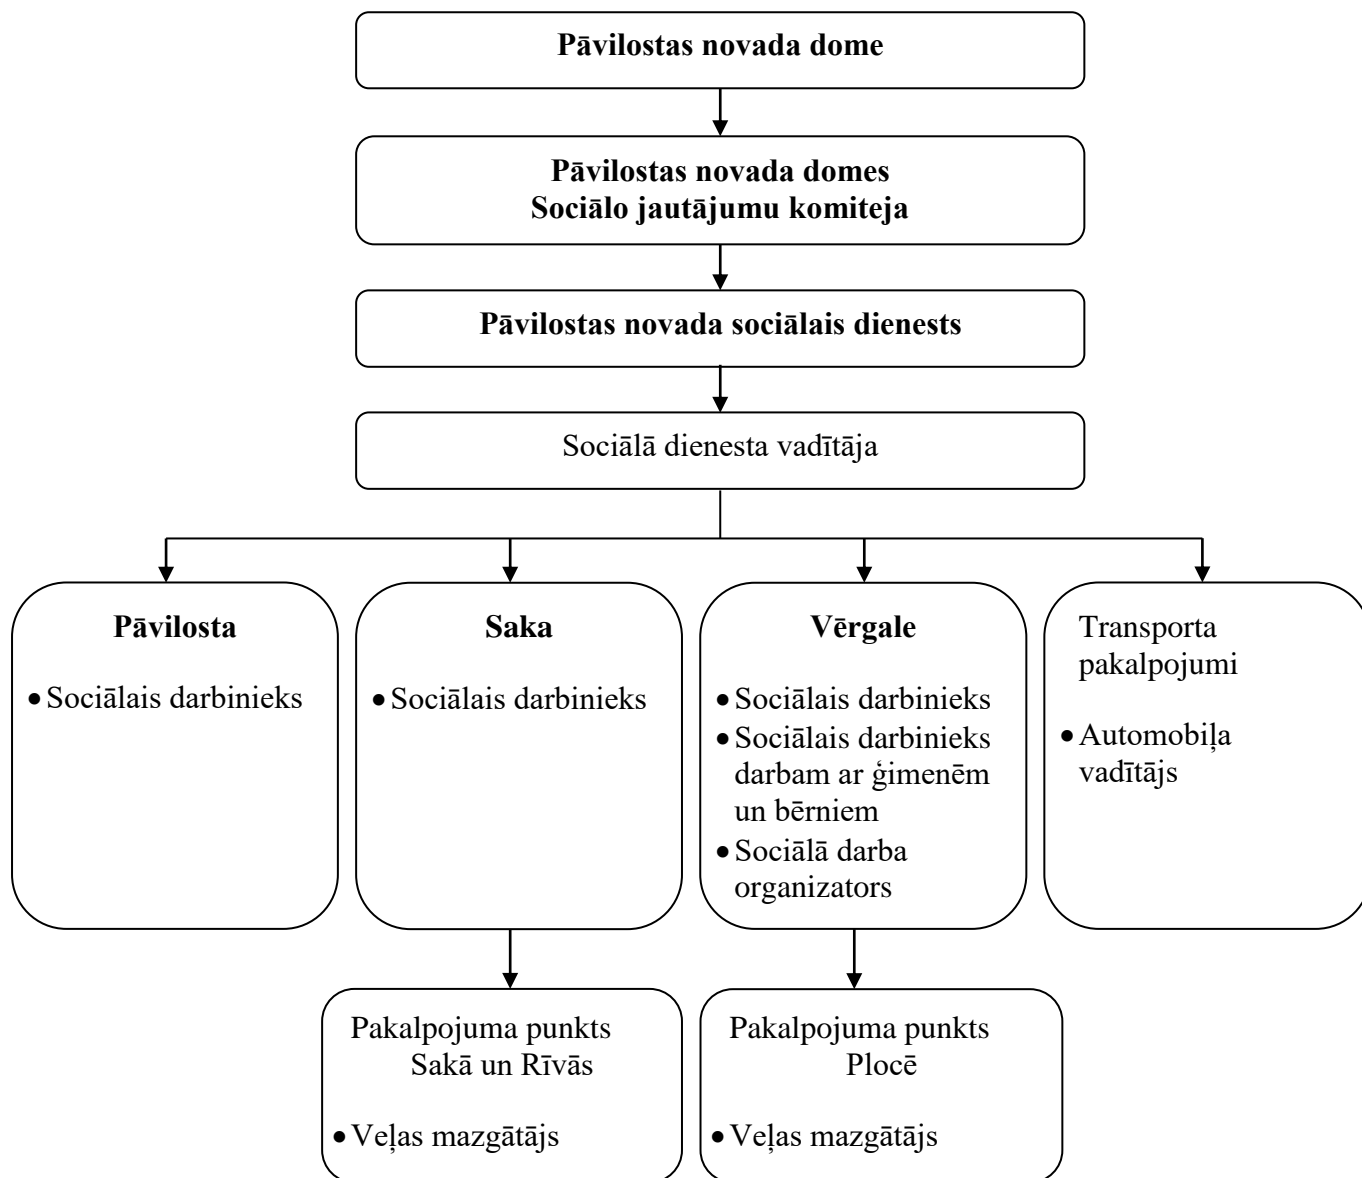 Pāvilostas novada dome
Pāvilostas novada domes
Sociālo jautājumu komiteja
Pāvilostas novada sociālais dienests
Sociālā dienesta vadītāja
Pāvilosta
• Sociālais darbinieks
Saka
• Sociālais darbinieks
Vērgale
• Sociālais darbinieks
• Sociālais darbinieks
darbam ar ģimenēm
un bērniem
• Sociālā darba
organizators
Transporta
pakalpojumi
• Automobiļa
vadītājs
Pakalpojuma punkts
Sakā un Rīvās
• Veļas mazgātājs
Pakalpojuma punkts
Plocē
• Veļas mazgātājs